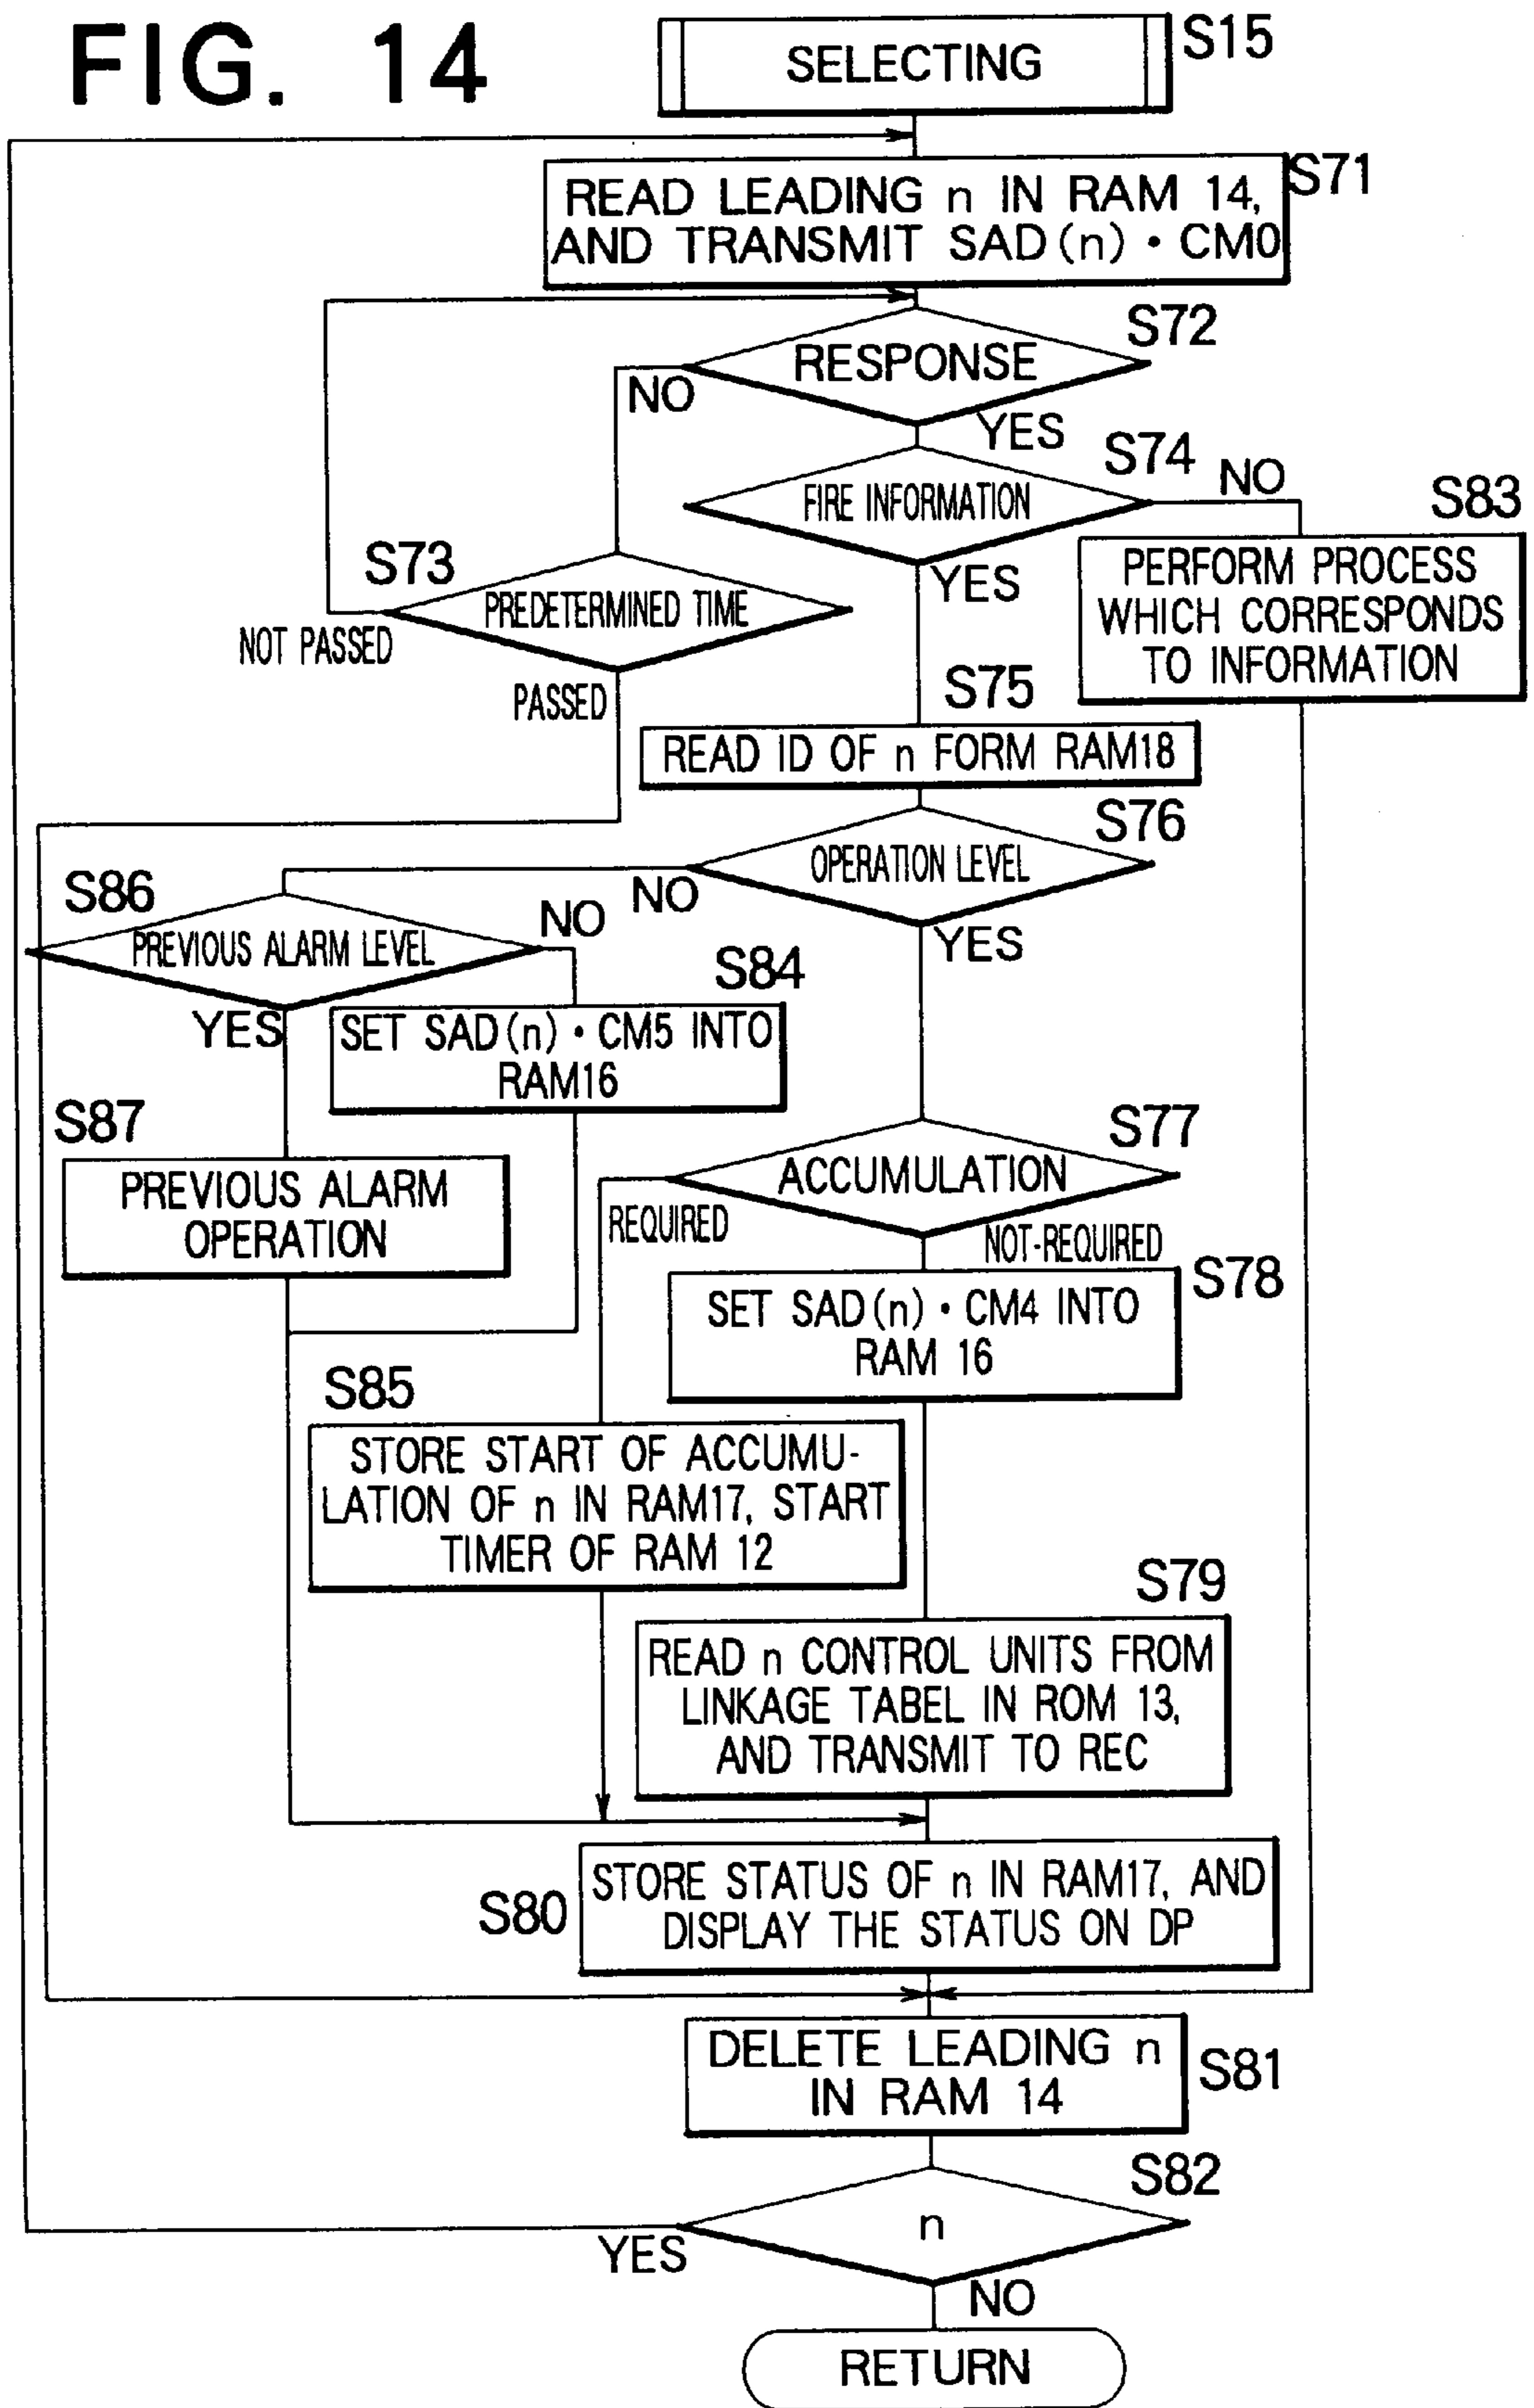 FIG. 14
SELECTING
S15
READ LEADING n IN RAM 14,
AND TRANSMIT SAD(n)・CM0
S71
RESPONSE
S72
NO
YES
FIRE INFORMATION
S74
NO
YES
S83
PERFORM PROCESS
WHICH CORRESPONDS
TO INFORMATION
S73
PREDETERMINED TIME
NOT PASSED
PASSED
S75
READ ID OF n FORM RAM18
S76
OPERATION LEVEL
NO
YES
S86
PREVIOUS ALARM LEVEL
NO
YES
S84
SET SAD(n)・CM5 INTO
RAM16
S87
PREVIOUS ALARM
OPERATION
S77
ACCUMULATION
REQUIRED
NOT-REQUIRED
S78
SET SAD(n)・CM4 INTO
RAM 16
S85
STORE START OF ACCUMU-
LATION OF n IN RAM17, START
TIMER OF RAM 12
S79
READ n CONTROL UNITS FROM
LINKAGE TABEL IN ROM 13,
AND TRANSMIT TO REC
S80
STORE STATUS OF n IN RAM17, AND
DISPLAY THE STATUS ON DP
DELETE LEADING n
IN RAM 14
S81
S82
n
YES
NO
RETURN